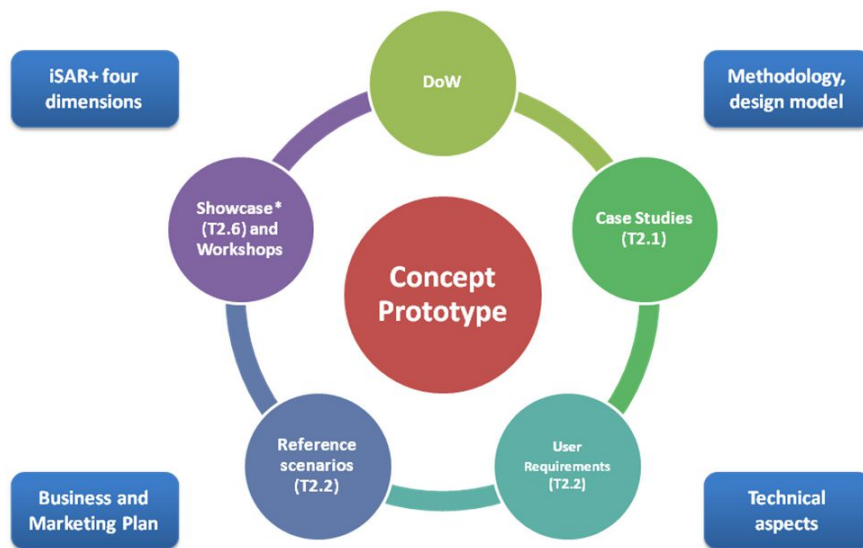 iSAR+ four
dimensions
DoW
Methodology,
design model
Showcase*
(T2.6) and
Workshops
Case Studies
(T2.1)
Concept
Prototype
Reference
scenarios
(T2.2)
User
Requirements
(T2.2)
Business and
Marketing Plan
Technical
aspects